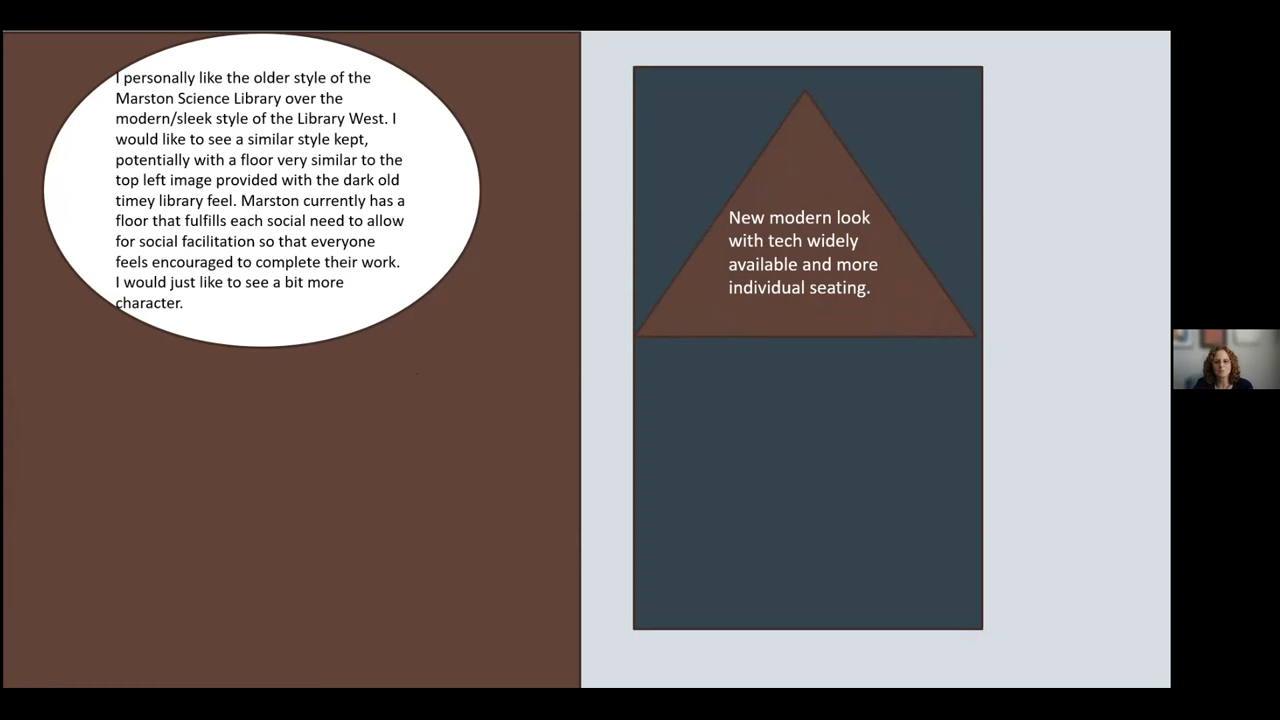 I personally like the older style of the
Marston Science Library over the
modern/sleek style of the Library West. I
would like to see a similar style kept,
potentially with a floor very similar to the
top left image provided with the dark old
timey library feel. Marston currently has a
floor that fulfills each social need to allow
for social facilitation so that everyone
feels encouraged to complete their work.
I would just like to see a bit more
character.
New modern look
with tech widely
available and more
individual seating.